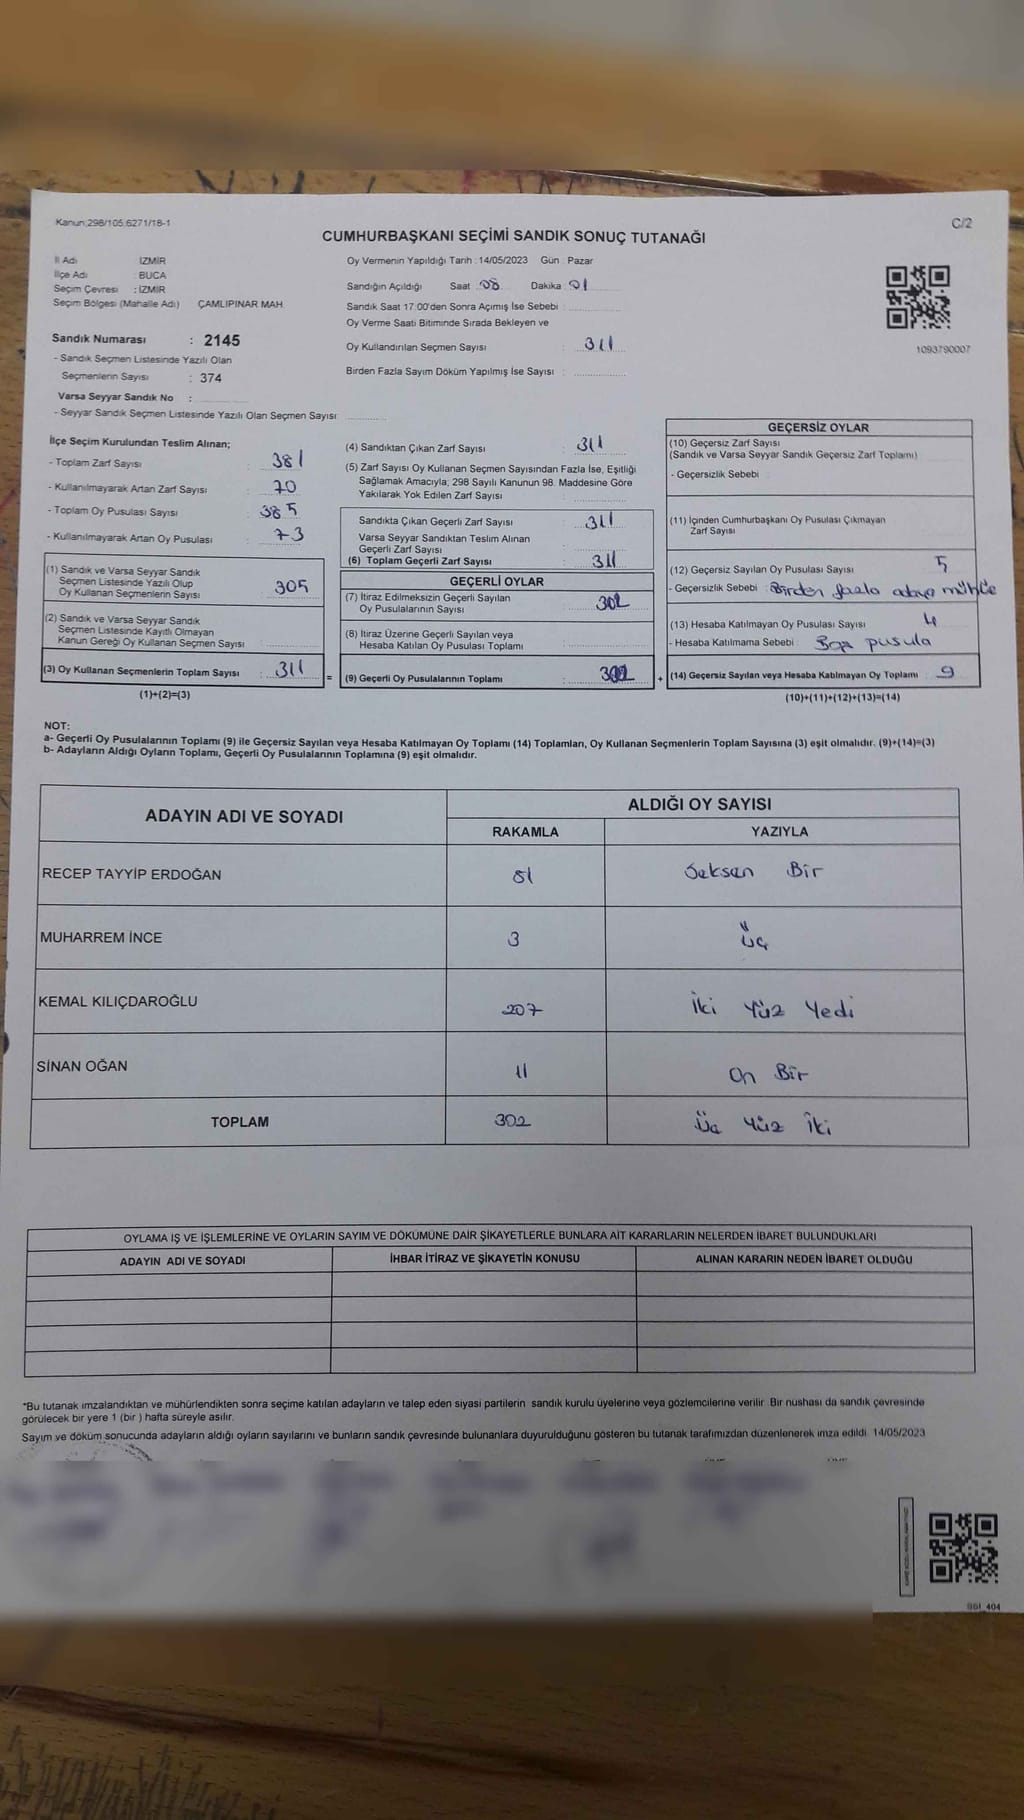 Kanun:298/105,6271/18-1
C/2
CUMHURBAŞKANI SEÇİMİ SANDIK SONUÇ TUTANAĞI
İl Adı İZMİR
İlçe Adı : BUCA
Seçim Çevresi : İZMİR
Seçim Bölgesi (Mahalle Adı) ÇAMLIPINAR MAH
Sandık Numarası : 2145
- Sandık Seçmen Listesinde Yazılı Olan
Seçmenlerin Sayısı : 374
Varsa Seyyar Sandık No :
- Seyyar Sandık Seçmen Listesinde Yazılı Olan Seçmen Sayısı
Oy Vermenin Yapıldığı Tarih : 14/05/2023 Gün : Pazar
Sandığın Açıldığı Saat : 08 Dakika 01
Sandık Saat 17:00'den Sonra Açımış İse Sebebi :
Oy Verme Saati Bitiminde Sırada Bekleyen ve
Oy Kullandırılan Seçmen Sayısı : 311
Birden Fazla Sayım Döküm Yapılmış İse Sayısı :
1093790007
İlçe Seçim Kurulundan Teslim Alınan;
- Toplam Zarf Sayısı : 381
- Kullanılmayarak Artan Zarf Sayısı : 70
- Toplam Oy Pusulası Sayısı : 385
- Kullanılmayarak Artan Oy Pusulası : 73
(1) Sandık ve Varsa Seyyar Sandık
Seçmen Listesinde Yazılı Olup
Oy Kullanan Seçmenlerin Sayısı : 305
(2) Sandık ve Varsa Seyyar Sandık
Seçmen Listesinde Kayıtlı Olmayan
Kanun Gereği Oy Kullanan Seçmen Sayısı :
(3) Oy Kullanan Seçmenlerin Toplam Sayısı : 311
(1)+(2)=(3)
(4) Sandıktan Çıkan Zarf Sayısı : 311
(5) Zarf Sayısı Oy Kullanan Seçmen Sayısından Fazla İse, Eşitliği
Sağlamak Amacıyla; 298 Sayılı Kanunun 98. Maddesine Göre
Yakılarak Yok Edilen Zarf Sayısı :
Sandıkta Çıkan Geçerli Zarf Sayısı : 311
Varsa Seyyar Sandıktan Teslim Alınan
Geçerli Zarf Sayısı :
(6) Toplam Geçerli Zarf Sayısı : 311
GEÇERLİ OYLAR
(7) İtiraz Edilmeksizin Geçerli Sayılan
Oy Pusulalarının Sayısı : 302
(8) İtiraz Üzerine Geçerli Sayılan veya
Hesaba Katılan Oy Pusulası Toplamı :
= (9) Geçerli Oy Pusulalarının Toplamı : 302
GEÇERSİZ OYLAR
(10) Geçersiz Zarf Sayısı
(Sandık ve Varsa Seyyar Sandık Geçersiz Zarf Toplamı)
- Geçersizlik Sebebi :
(11) İçinden Cumhurbaşkanı Oy Pusulası Çıkmayan
Zarf Sayısı
(12) Geçersiz Sayılan Oy Pusulası Sayısı : 5
- Geçersizlik Sebebi : Birden fazla adaya
(13) Hesaba Katılmayan Oy Pusulası Sayısı : 4
- Hesaba Katılmama Sebebi Boş pusula
+ (14) Geçersiz Sayılan veya Hesaba Katılmayan Oy Toplamı : 9
(10)+(11)+(12)+(13)=(14)
NOT:
a- Geçerli Oy Pusulalarının Toplamı (9) ile Geçersiz Sayılan veya Hesaba Katılmayan Oy Toplamı (14) Toplamları, Oy Kullanan Seçmenlerin Toplam Sayısına (3) eşit olmalıdır. (9)+(14)=(3)
b- Adayların Aldığı Oyların Toplamı, Geçerli Oy Pusulalarının Toplamına (9) eşit olmalıdır.
ADAYIN ADI VE SOYADI
ALDIĞI OY SAYISI
RAKAMLA YAZIYLA
RECEP TAYYİP ERDOĞAN 81 Seksen Bir
MUHARREM İNCE 3 Üç
KEMAL KILIÇDAROĞLU 207 İki Yüz Yedi
SİNAN OĞAN 11 On Bir
TOPLAM 302 Üç Yüz İki
OYLAMA İŞ VE İŞLEMLERİNE VE OYLARIN SAYIM VE DÖKÜMÜNE DAİR ŞİKAYETLERLE BUNLARA AİT KARARLARIN NELERDEN İBARET BULUNDUKLARI
ADAYIN ADI VE SOYADI İHBAR İTİRAZ VE ŞİKAYETİN KONUSU ALINAN KARARIN NEDEN İBARET OLDUĞU
*Bu tutanak imzalandıktan ve mühürlendikten sonra seçime katılan adayların ve talep eden siyasi partilerin sandık kurulu üyelerine veya gözlemcilerine verilir. Bir nüshası da sandık çevresinde
görülecek bir yere 1 (bir) hafta süreyle asılır.
Sayım ve döküm sonucunda adayların aldığı oyların sayılarını ve bunların sandık çevresinde bulunanlara duyurulduğunu gösteren bu tutanak tarafımızdan düzenlenerek imza edildi. 14/05/2023